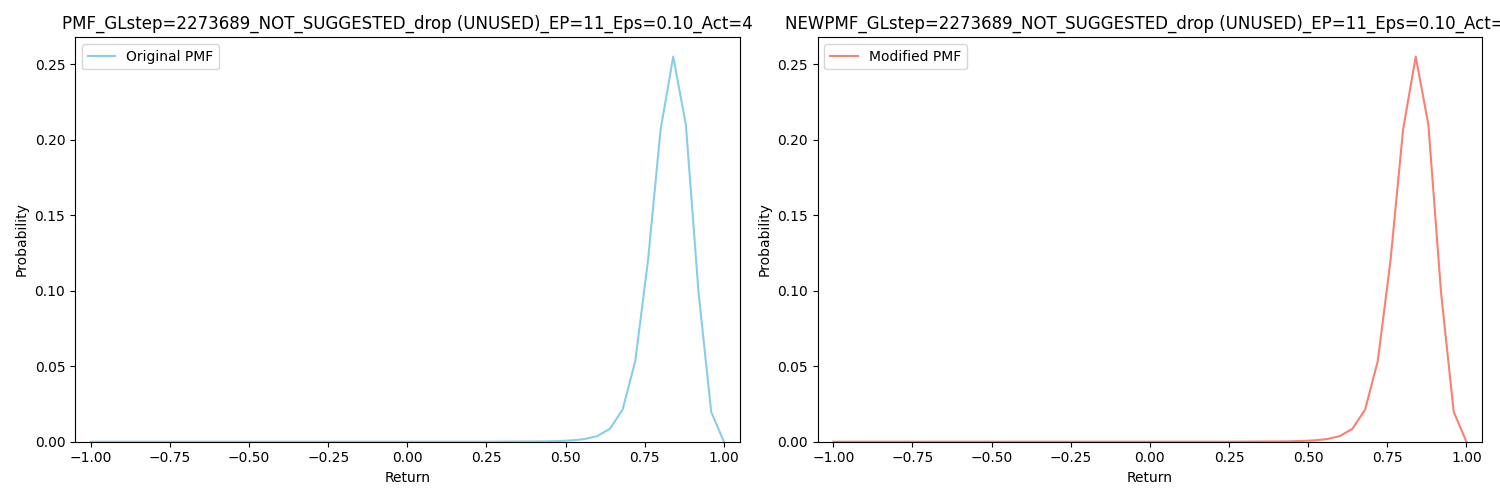 PMF_GLstep=2273689_NOT_SUGGESTED_drop (UNUSED)_EP=11_Eps=0.10_Act=4
Original PMF
0.25
0.20
0.15
0.10
0.05
0.00
Probability
−1.00 −0.75 −0.50 −0.25 0.00 0.25 0.50 0.75 1.00
Return
NEWPMF_GLstep=2273689_NOT_SUGGESTED_drop (UNUSED)_EP=11_Eps=0.10_Act=
Modified PMF
0.25
0.20
0.15
0.10
0.05
0.00
Probability
−1.00 −0.75 −0.50 −0.25 0.00 0.25 0.50 0.75 1.00
Return